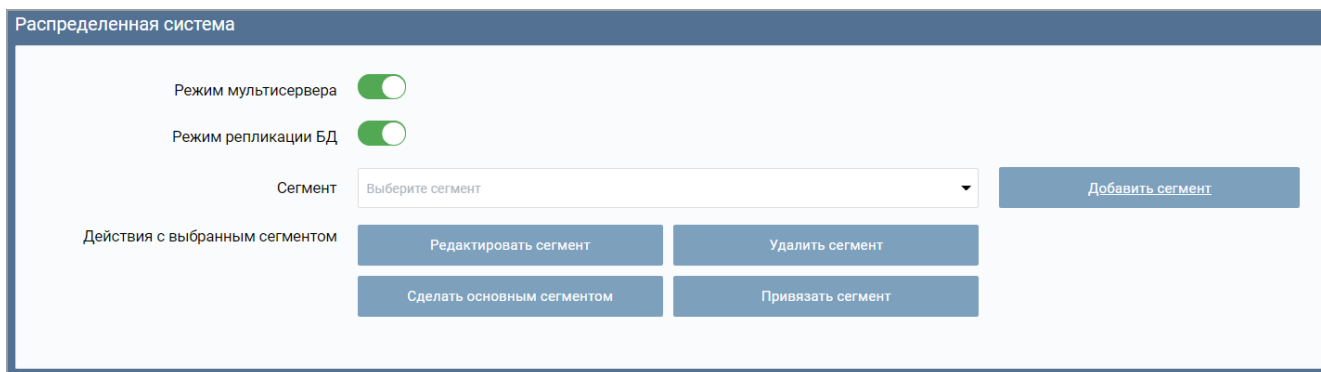 Распределенная система
Режим мультисервера
Режим репликации БД
Сегмент Выберите сегмент Добавить сегмент
Действия с выбранным сегментом Редактировать сегмент Удалить сегмент
Сделать основным сегментом Привязать сегмент